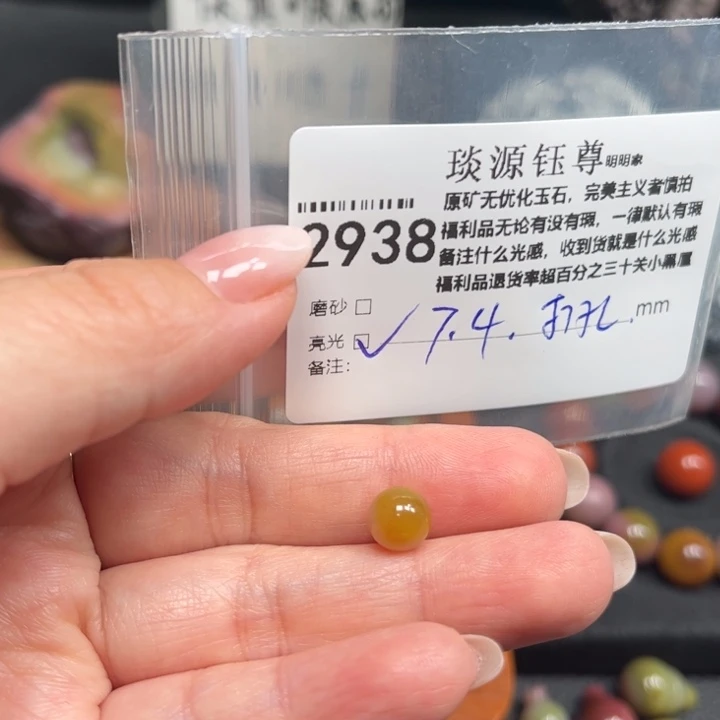 琰源钰尊明明家
原矿无优化玉石，完美主义者慎拍
2938
福利品无论有没有瑕，一律默认有瑕
备注什么光感，收到货就是什么光感
福利品退货率超百分之三十关小黑屋
磨砂 □
亮光 ☑ 7.4. 打孔 mm
备注：